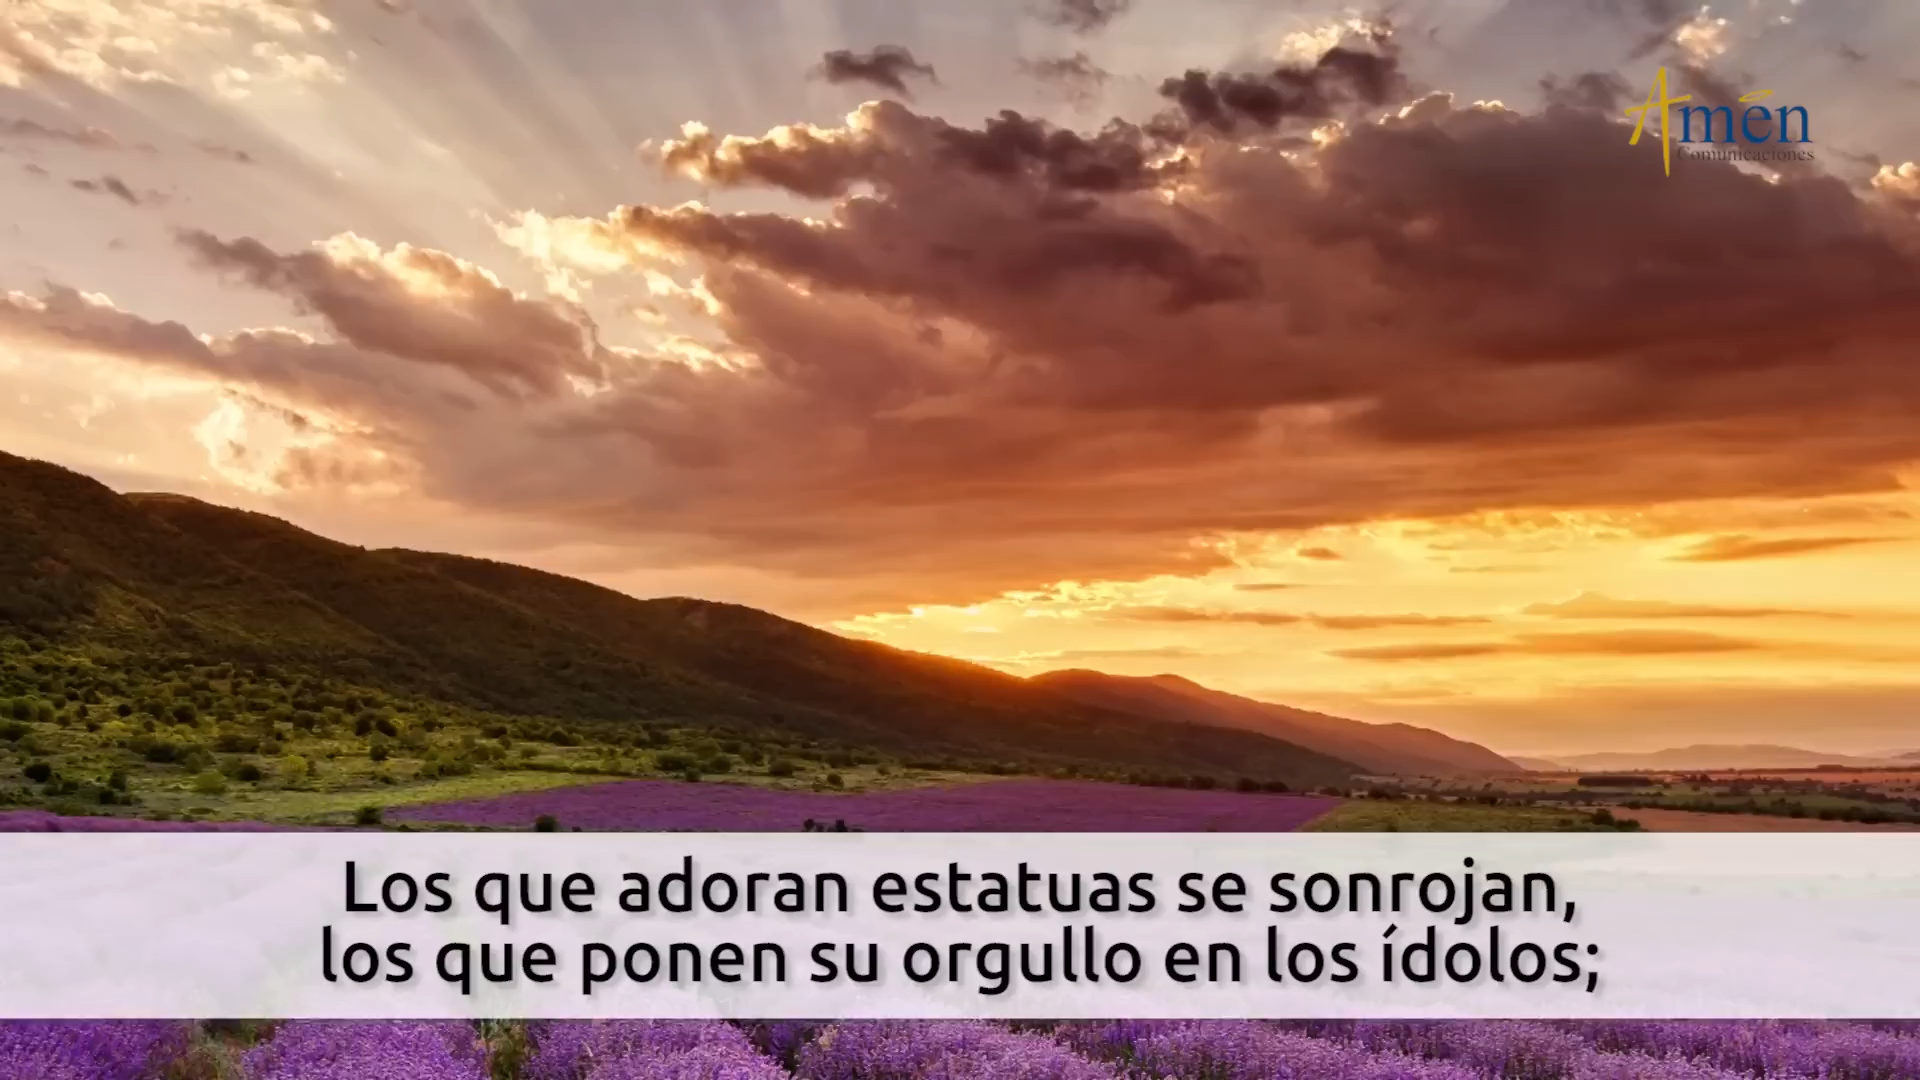 Amén
Comunicaciones
Los que adoran estatuas se sonrojan,
los que ponen su orgullo en los ídolos;